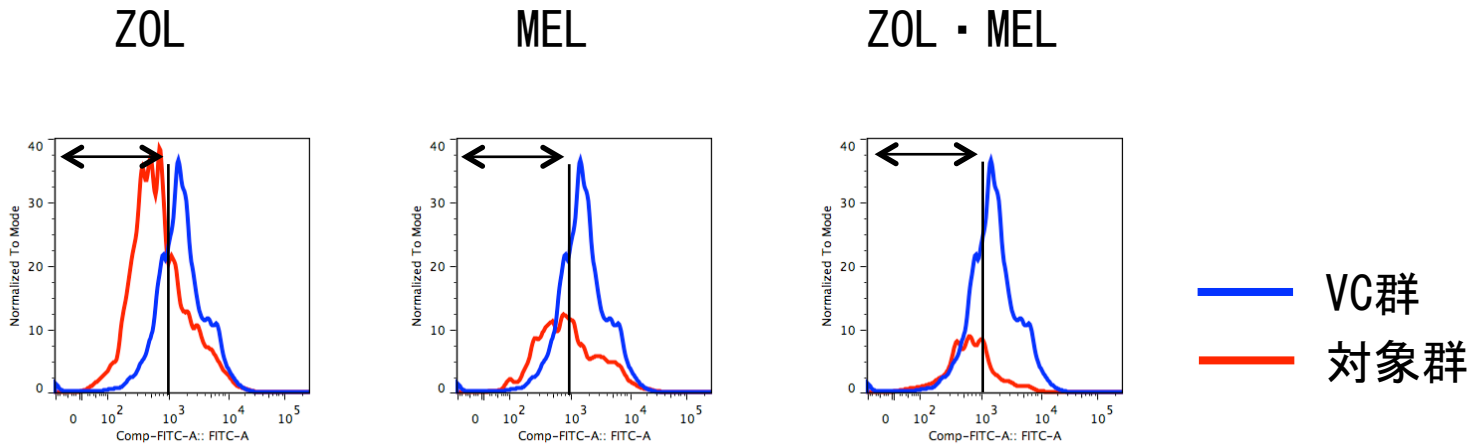 ZOL
MEL
ZOL・MEL
Normalized To Mode
40
30
20
10
0
0
10²
10³
10⁴
10⁵
Comp-FITC-A:: FITC-A
Normalized To Mode
40
30
20
10
0
0
10²
10³
10⁴
10⁵
Comp-FITC-A:: FITC-A
Normalized To Mode
40
30
20
10
0
0
10²
10³
10⁴
10⁵
Comp-FITC-A:: FITC-A
VC群
対象群